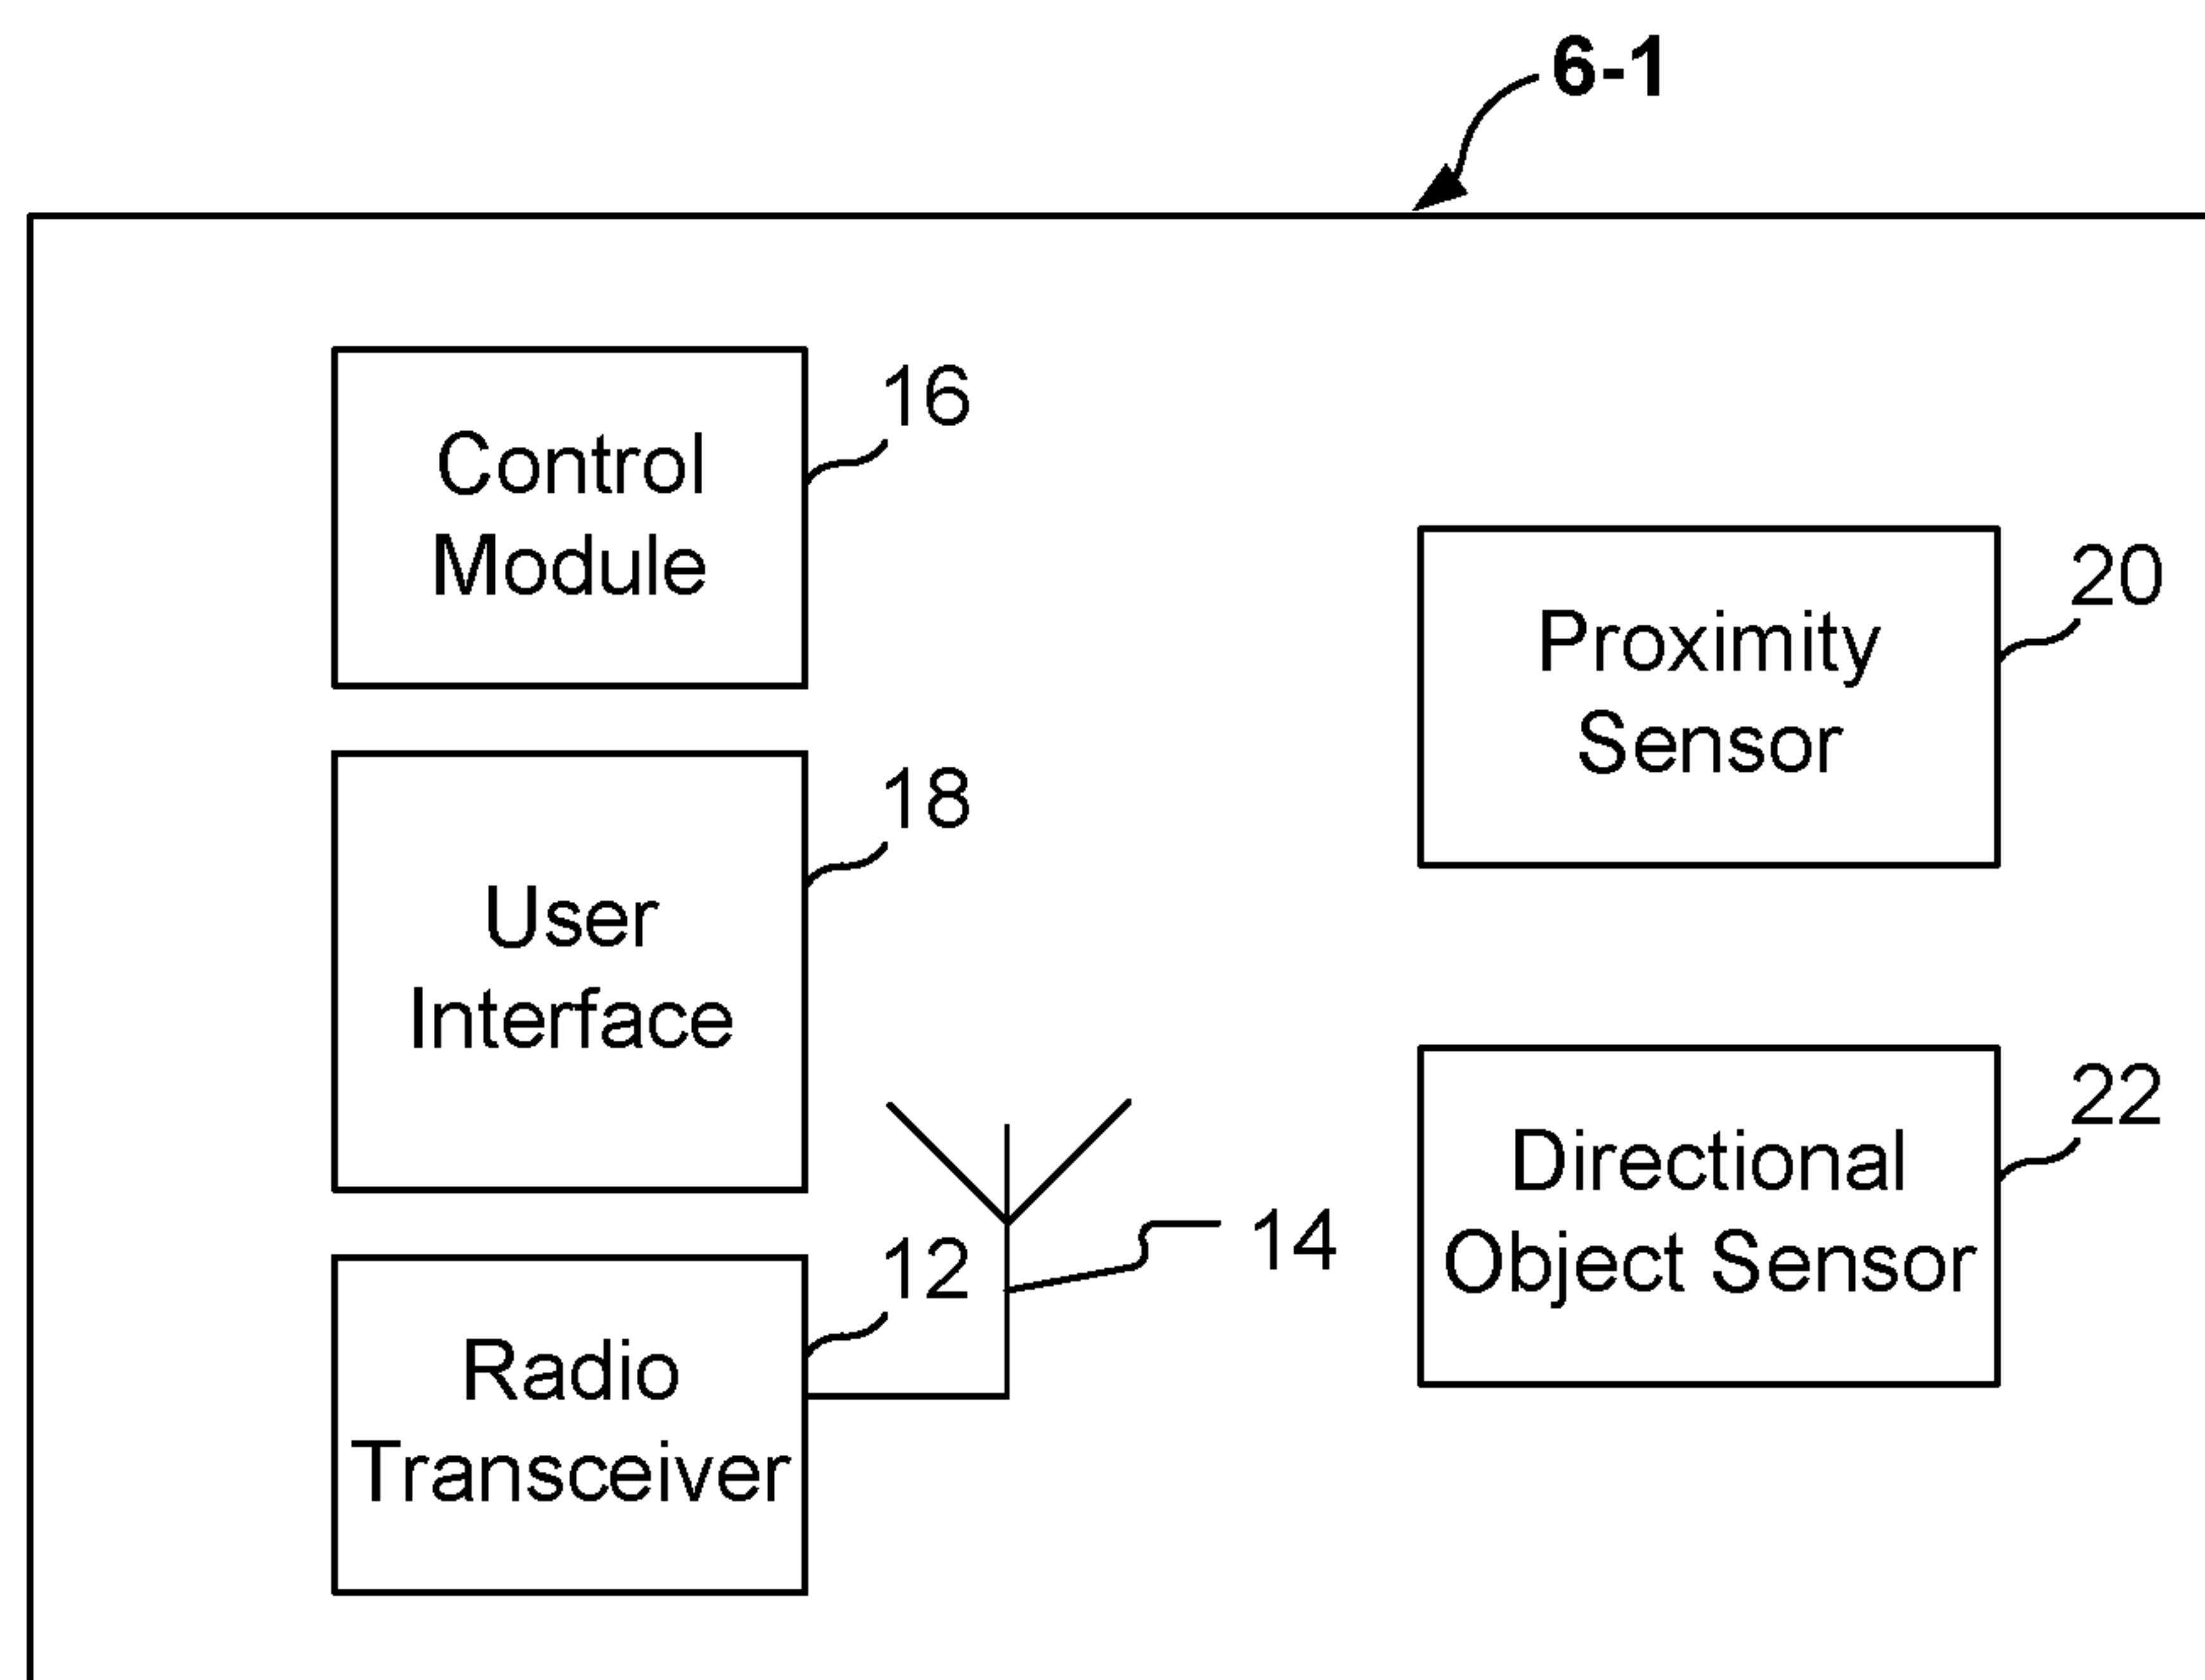 6-1
Control
Module
16
User
Interface
18
Radio
Transceiver
12
14
Proximity
Sensor
20
Directional
Object Sensor
22